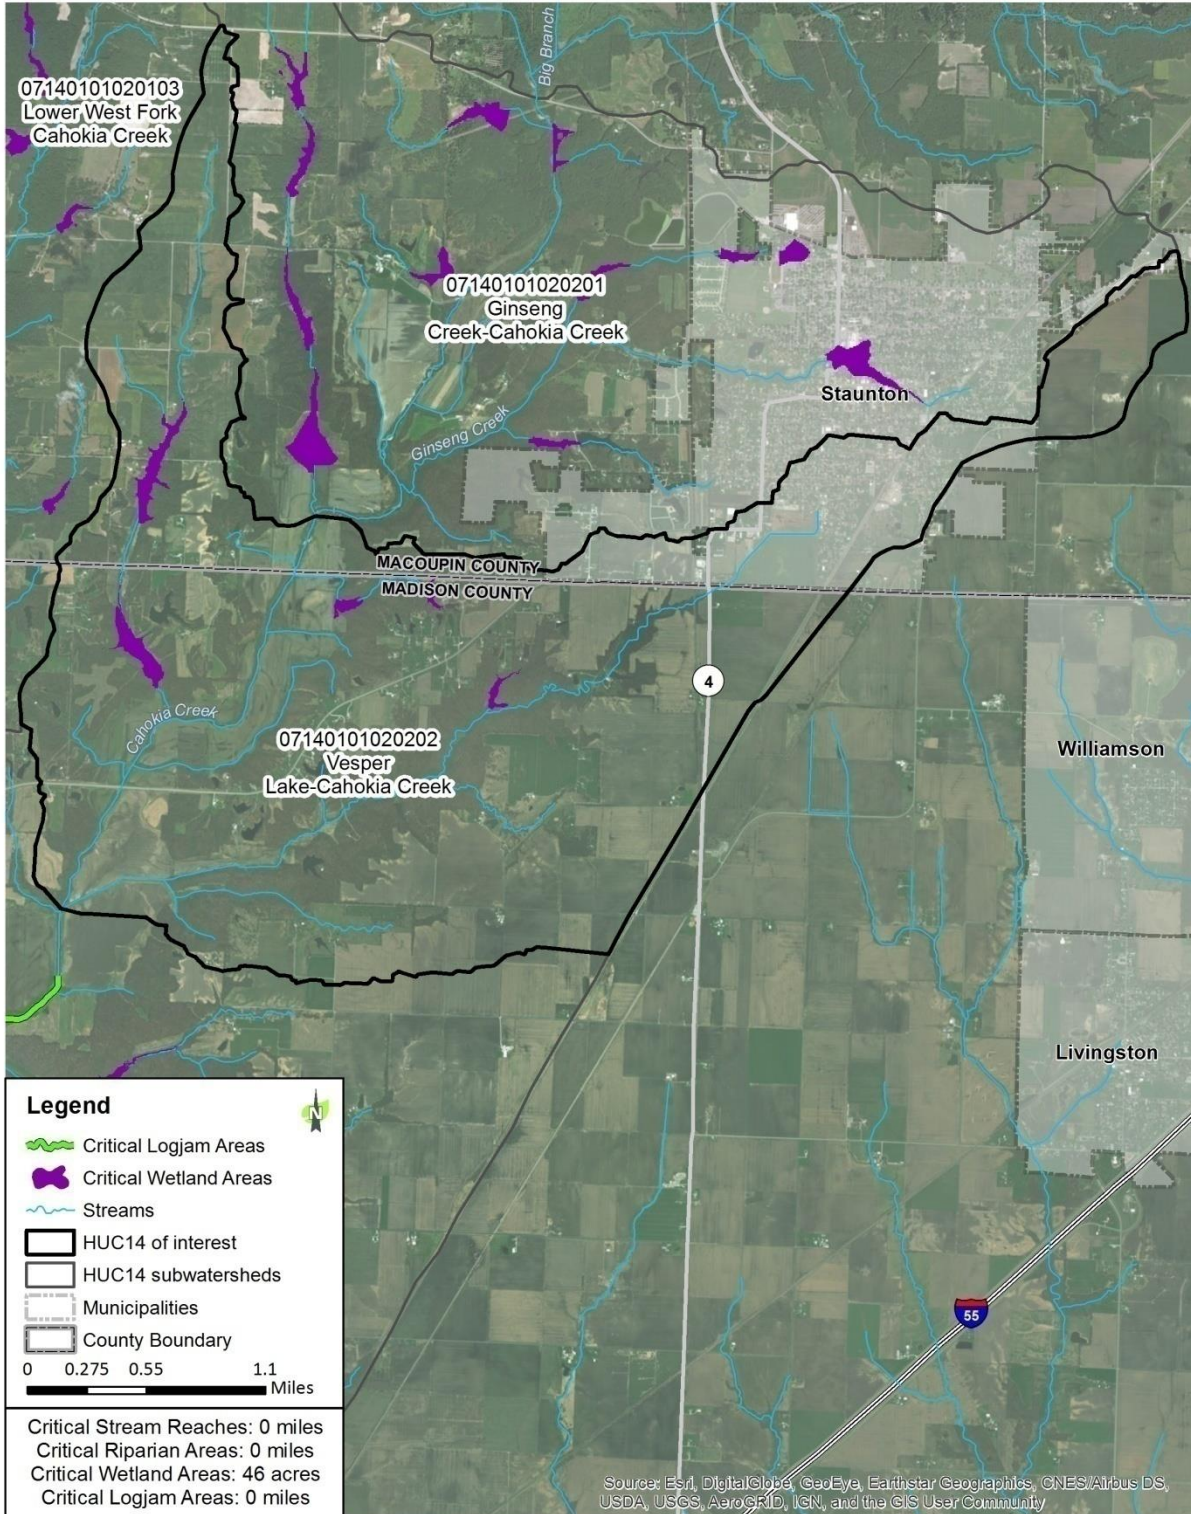 Big Branch
07140101020103
Lower West Fork
Cahokia Creek
07140101020201
Ginseng
Creek-Cahokia Creek
Staunton
Ginseng Creek
MACOUPIN COUNTY
MADISON COUNTY
4
Cahokia Creek
07140101020202
Vesper
Lake-Cahokia Creek
Williamson
Livingston
55
Legend
N
Critical Logjam Areas
Critical Wetland Areas
Streams
HUC14 of interest
HUC14 subwatersheds
Municipalities
County Boundary
0 0.275 0.55 1.1
Miles
Critical Stream Reaches: 0 miles
Critical Riparian Areas: 0 miles
Critical Wetland Areas: 46 acres
Critical Logjam Areas: 0 miles
Source: Esri, DigitalGlobe, GeoEye, Earthstar Geographics, CNES/Airbus DS,
USDA, USGS, AeroGRID, IGN, and the GIS User Community